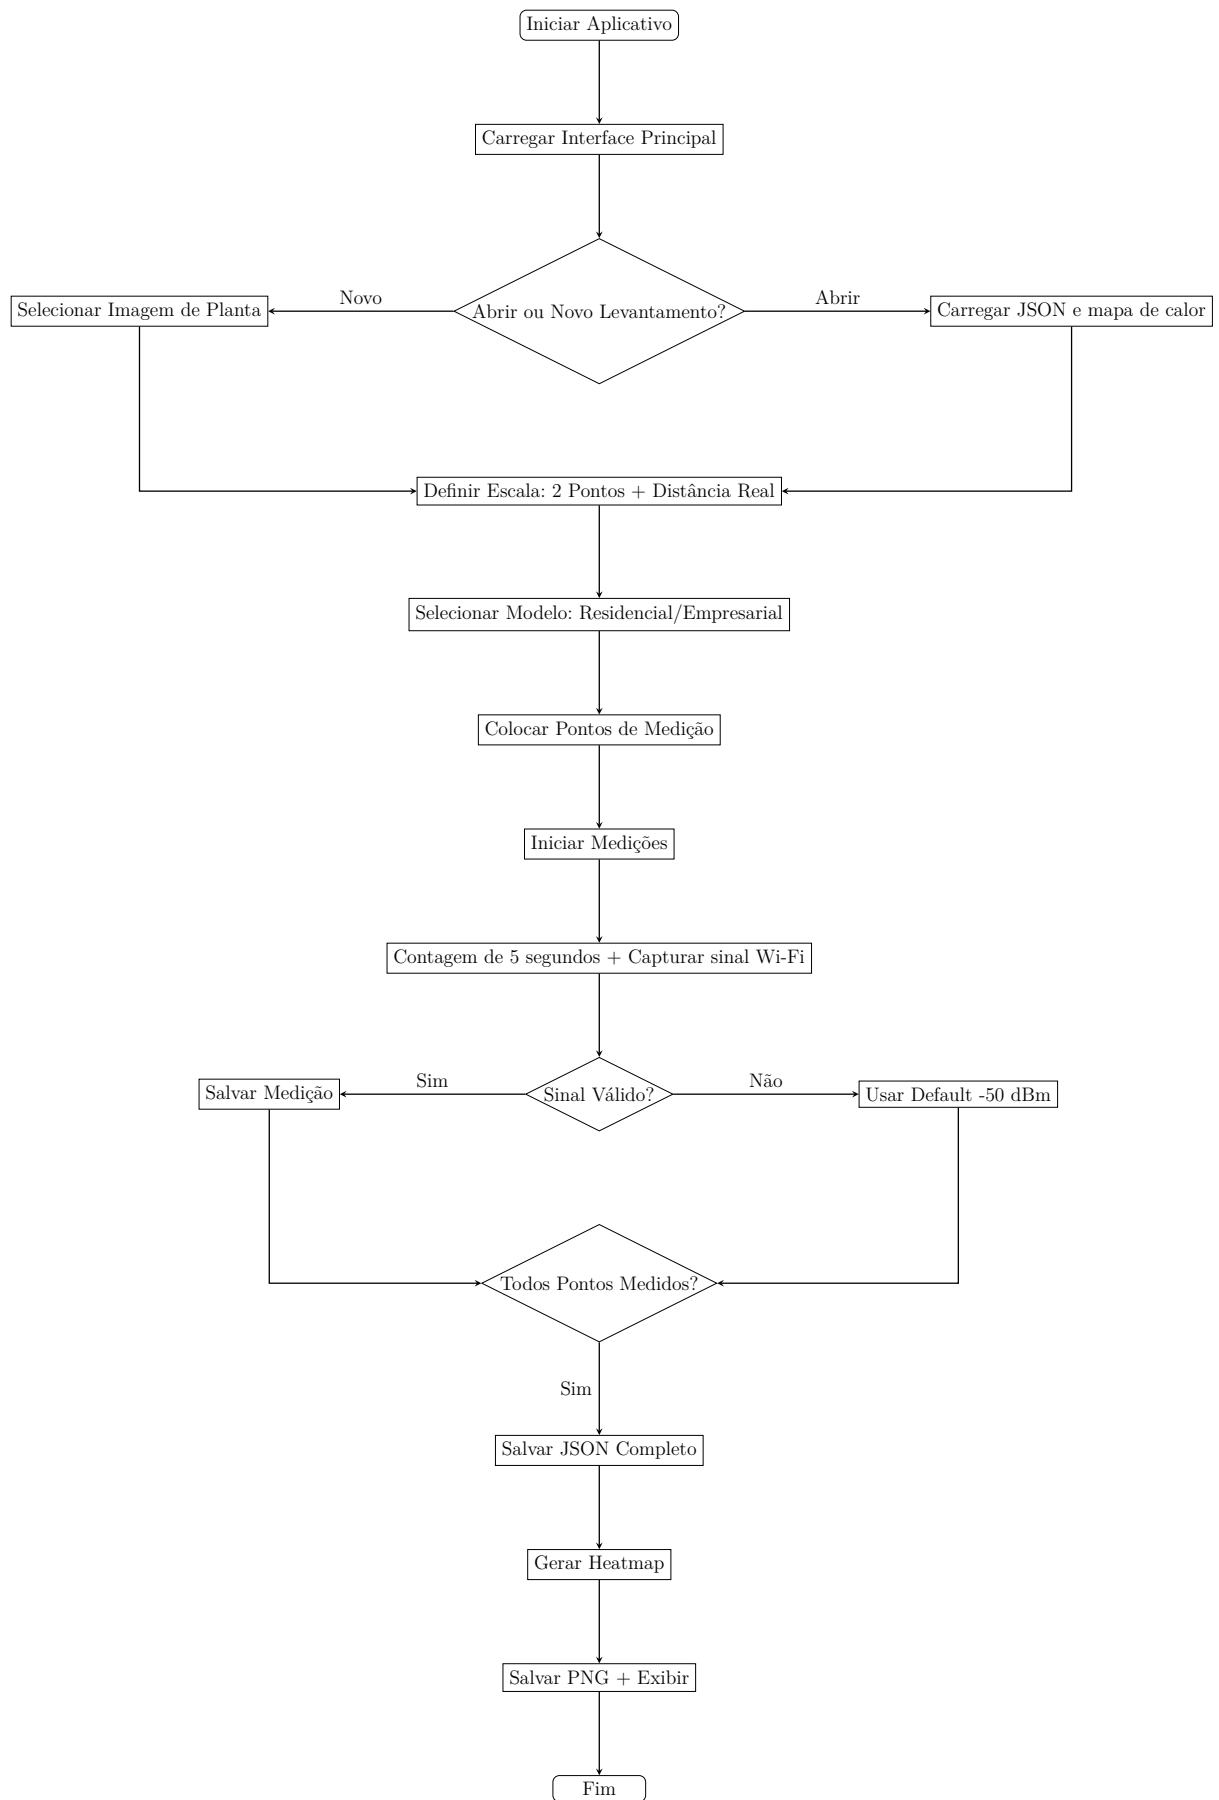 Iniciar Aplicativo
Carregar Interface Principal
Abrir ou Novo Levantamento?
Novo
Abrir
Selecionar Imagem de Planta
Carregar JSON e mapa de calor
Definir Escala: 2 Pontos + Distância Real
Selecionar Modelo: Residencial/Empresarial
Colocar Pontos de Medição
Iniciar Medições
Contagem de 5 segundos + Capturar sinal Wi-Fi
Sinal Válido?
Sim
Não
Salvar Medição
Usar Default -50 dBm
Todos Pontos Medidos?
Sim
Salvar JSON Completo
Gerar Heatmap
Salvar PNG + Exibir
Fim